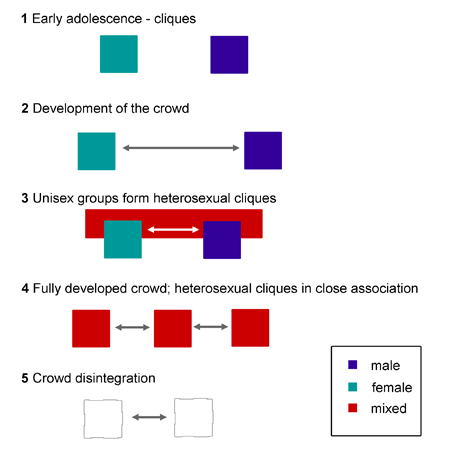 1 Early adolescence - cliques
2 Development of the crowd
3 Unisex groups form heterosexual cliques
4 Fully developed crowd; heterosexual cliques in close association
5 Crowd disintegration
male
female
mixed